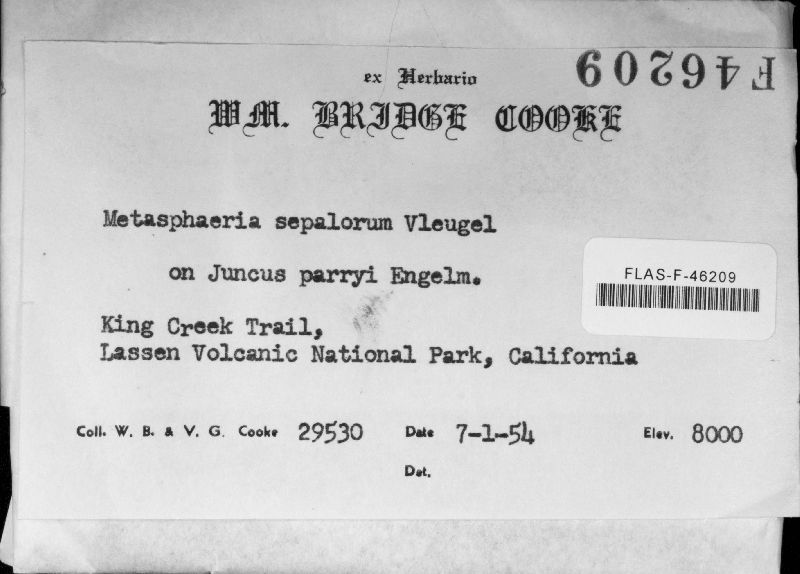 ex Herbario
F46209
WM. BRIDGE COOKE
Metasphaeria sepalorum Vleugel
on Juncus parryi Engelm.
FLAS-F-46209
King Creek Trail,
Lassen Volcanic National Park, California
Coll. W. B. & V. G. Cooke 29530 Date 7-1-54 Elev. 8000
Det.